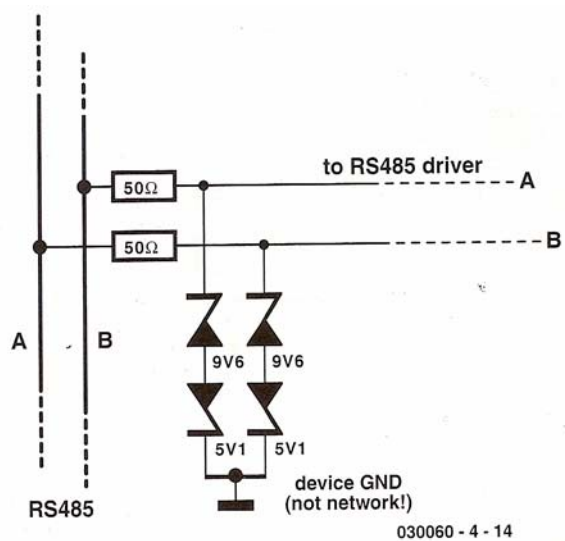 50Ω
to RS485 driver
A
50Ω
B
A
B
9V6
9V6
5V1
5V1
device GND
(not network!)
RS485
030060 - 4 - 14